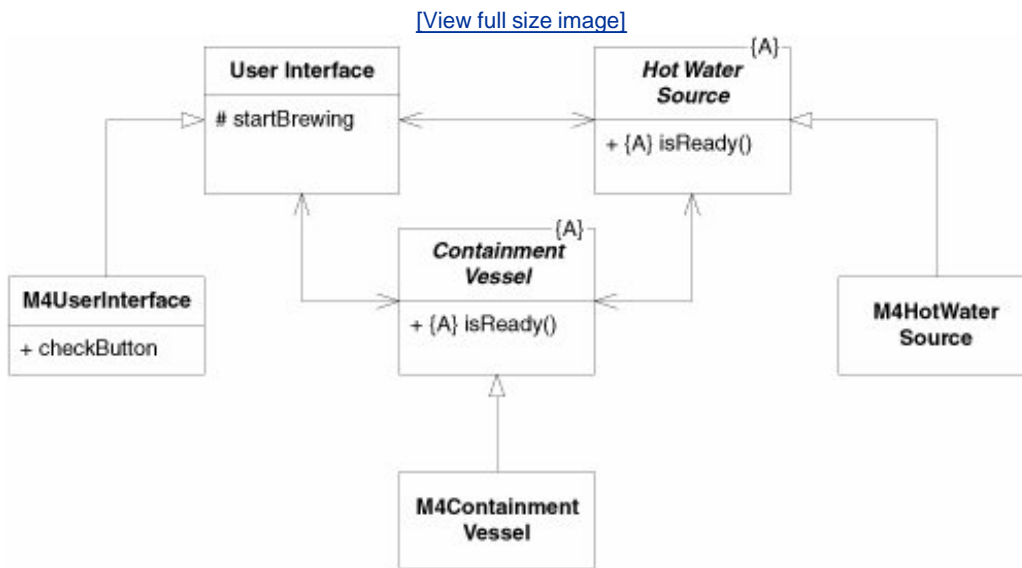 [View full size image]
User Interface
# startBrewing
{A}
Hot Water
Source
+ {A} isReady()
{A}
Containment
Vessel
+ {A} isReady()
M4UserInterface
+ checkButton
M4HotWater
Source
M4Containment
Vessel